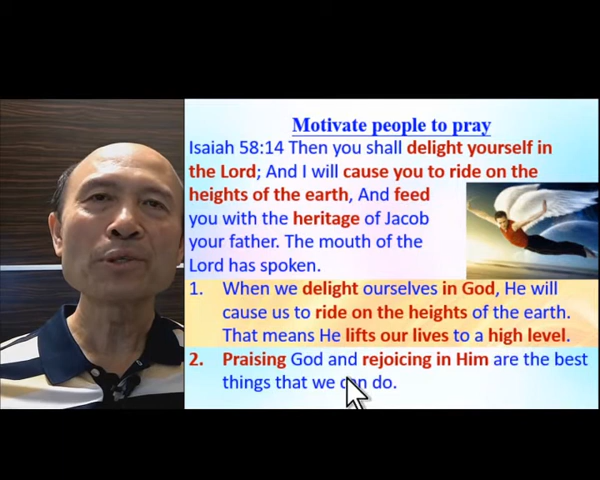 Motivate people to pray
Isaiah 58:14 Then you shall delight yourself in
the Lord; And I will cause you to ride on the
heights of the earth, And feed
you with the heritage of Jacob
your father. The mouth of the
Lord has spoken.
1. When we delight ourselves in God, He will
cause us to ride on the heights of the earth.
That means He lifts our lives to a high level.
2. Praising God and rejoicing in Him are the best
things that we can do.